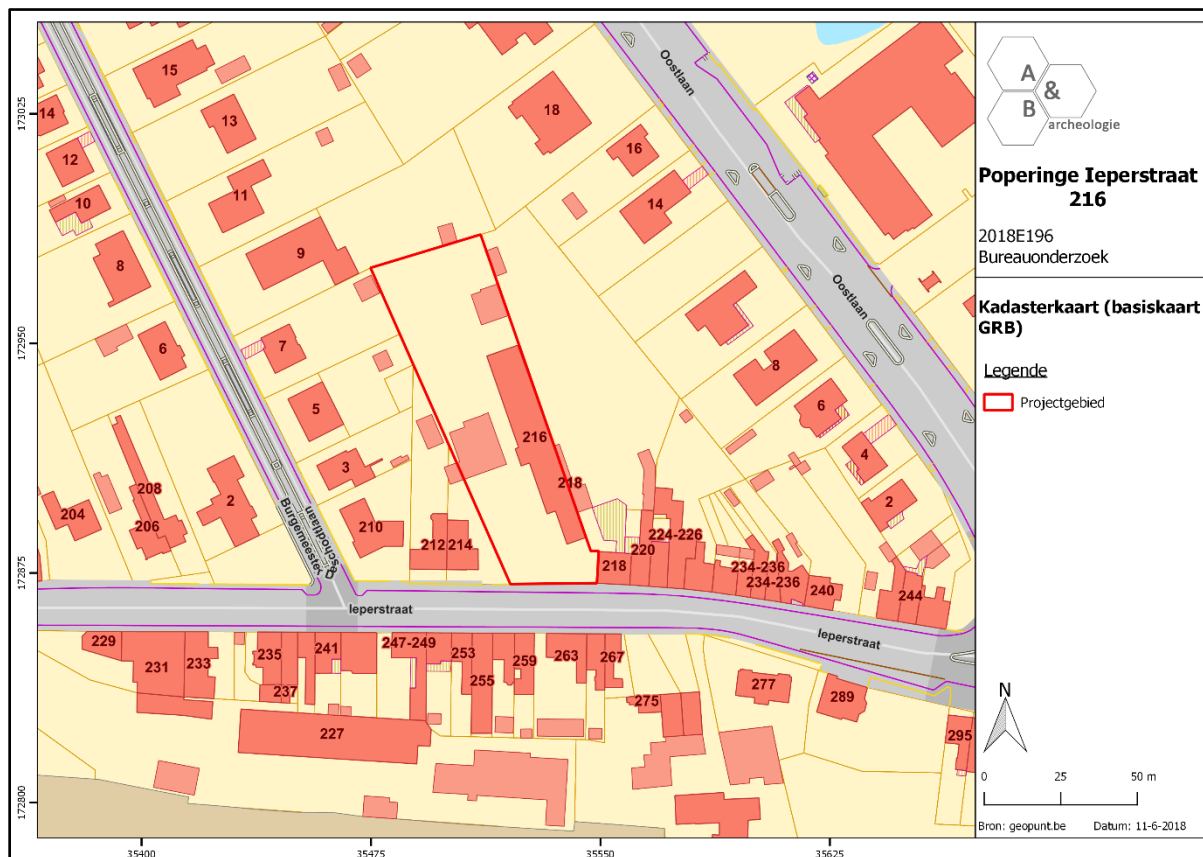 A &
B archeologie
Poperinge Ieperstraat
216
2018E196
Bureauonderzoek
Kadasterkaart (basiskaart
GRB)
Legende
Projectgebied
N
0 25 50 m
Bron: geopunt.be Datum: 11-6-2018
173025
172950
172875
172800
35400 35475 35550 35625
Oostlaan
Oostlaan
Burgemeester
Bertenplaats
Ieperstraat
Ieperstraat
15
14
13
12
10
11
8
9
6
7
5
3
18
16
14
8
6
4
2
208
204
206
2
210
212 214
216
218
218
220
224-226
234-236
234-236
240
244
229
231
233
235
237
241
247-249
253
255
259
263
267
275
277
289
295
227